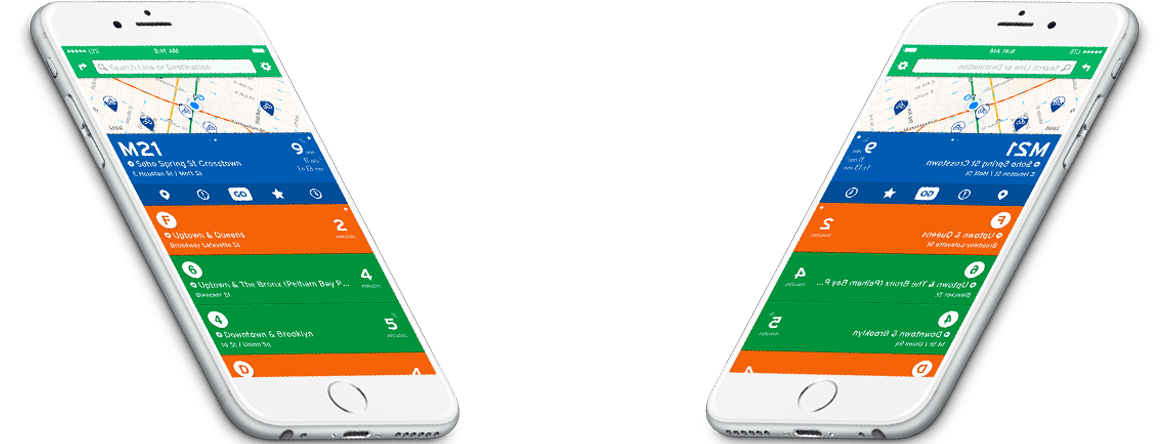 LTE
9:41 AM
Search Line or Destination
M21
Soho Spring St Crosstown
E Houston St / Mott St
9
min
11 min
13 min
GO
F
Uptown & Queens
Broadway-Lafayette St
2
minutes
6
Uptown & The Bronx (Pelham Bay P...
Bleecker St
4
minutes
4
Downtown & Brooklyn
14 St / Union Sq
5
minutes
D
LTE
9:41 AM
Search Line or Destination
M21
Soho Spring St Crosstown
E Houston St / Mott St
9
min
11 min
13 min
GO
F
Uptown & Queens
Broadway-Lafayette St
2
minutes
6
Uptown & The Bronx (Pelham Bay P...
Bleecker St
4
minutes
4
Downtown & Brooklyn
14 St / Union Sq
5
minutes
D